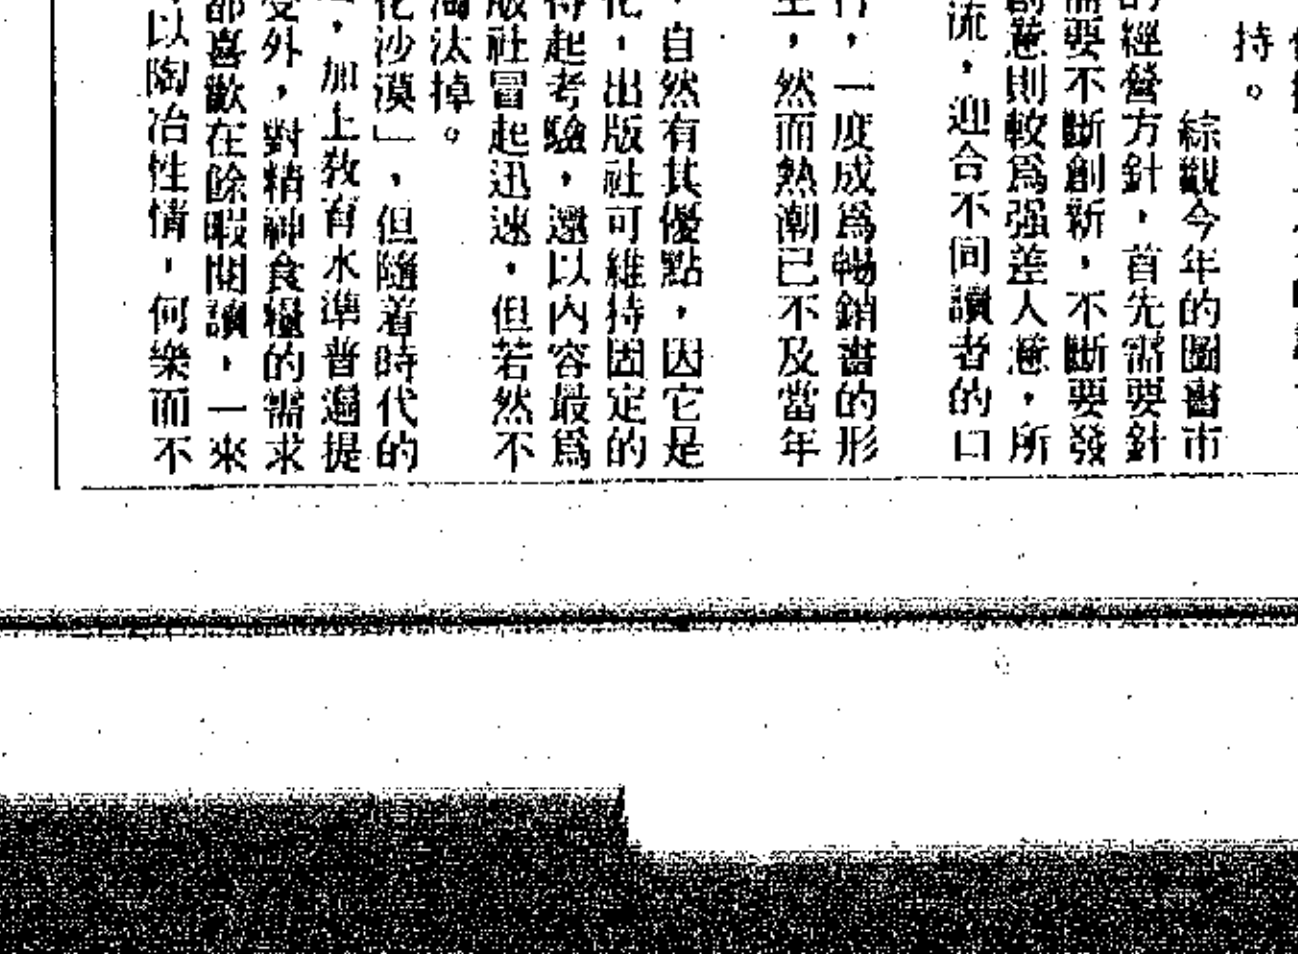 持。
綜觀今年的圖書市
經營方針，首先需要針
需要不斷創新，不斷要發
創意則較爲强差人意，所
流，迎合不同讀者的口
，一度成爲暢銷書的形
，然而熱潮已不及當年
，自然有其優點，因它是
化，出版社可維持固定的
得起考驗，還以內容最爲
版社冒起迅速，但若然不
淘汰掉。
化沙漠」，但隨着時代的
，加上敎育水準普遍提
受外，對精神食糧的需求
都喜歡在餘暇閱讀，一來
以陶冶性情，何樂而不